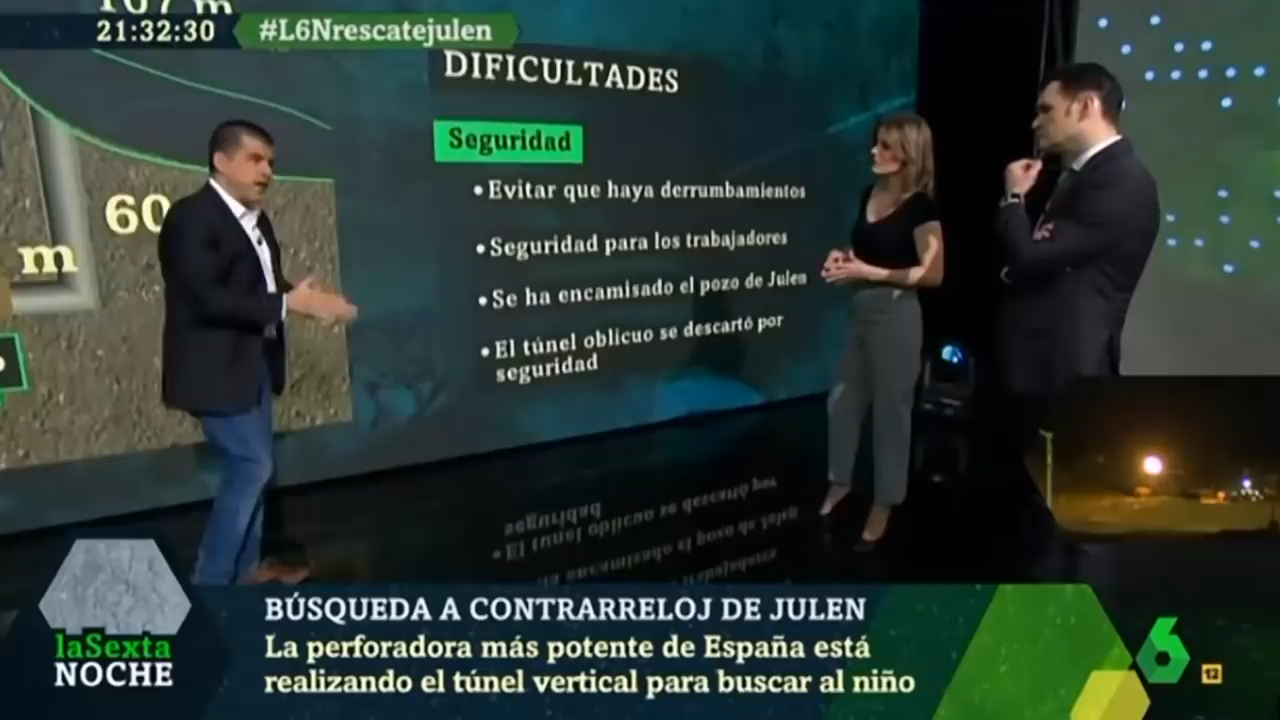 107 m
21:32:30
#L6Nrescatejulen
DIFICULTADES
Seguridad
• Evitar que haya derrumbamientos
• Seguridad para los trabajadores
• Se ha encamisado el pozo de Julen
• El túnel oblicuo se descartó por
seguridad
60
m
BÚSQUEDA A CONTRARRELOJ DE JULEN
La perforadora más potente de España está
realizando el túnel vertical para buscar al niño
laSexta
NOCHE
6
12